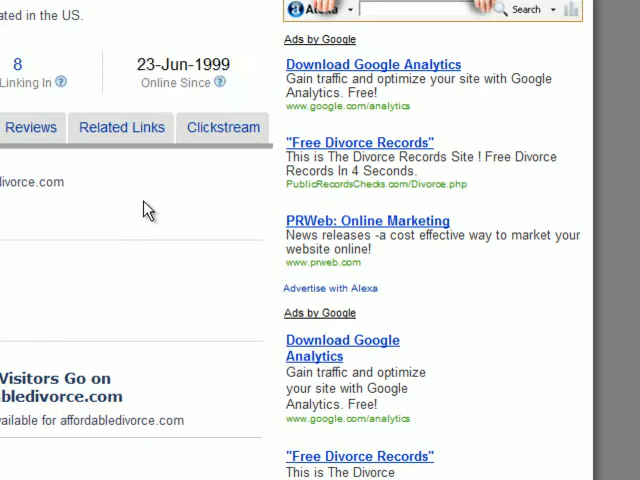 ated in the US.
8
Linking In ?
23-Jun-1999
Online Since ?
Reviews
Related Links
Clickstream
divorce.com
Visitors Go on
bledivorce.com
ailable for affordabledivorce.com
Alexa
Search
Ads by Google
Download Google Analytics
Gain traffic and optimize your site with Google
Analytics. Free!
www.google.com/analytics
"Free Divorce Records"
This is The Divorce Records Site ! Free Divorce
Records In 4 Seconds.
PublicRecordsChecks.com/Divorce.php
PRWeb: Online Marketing
News releases -a cost effective way to market your
website online!
www.prweb.com
Advertise with Alexa
Ads by Google
Download Google
Analytics
Gain traffic and optimize
your site with Google
Analytics. Free!
www.google.com/analytics
"Free Divorce Records"
This is The Divorce